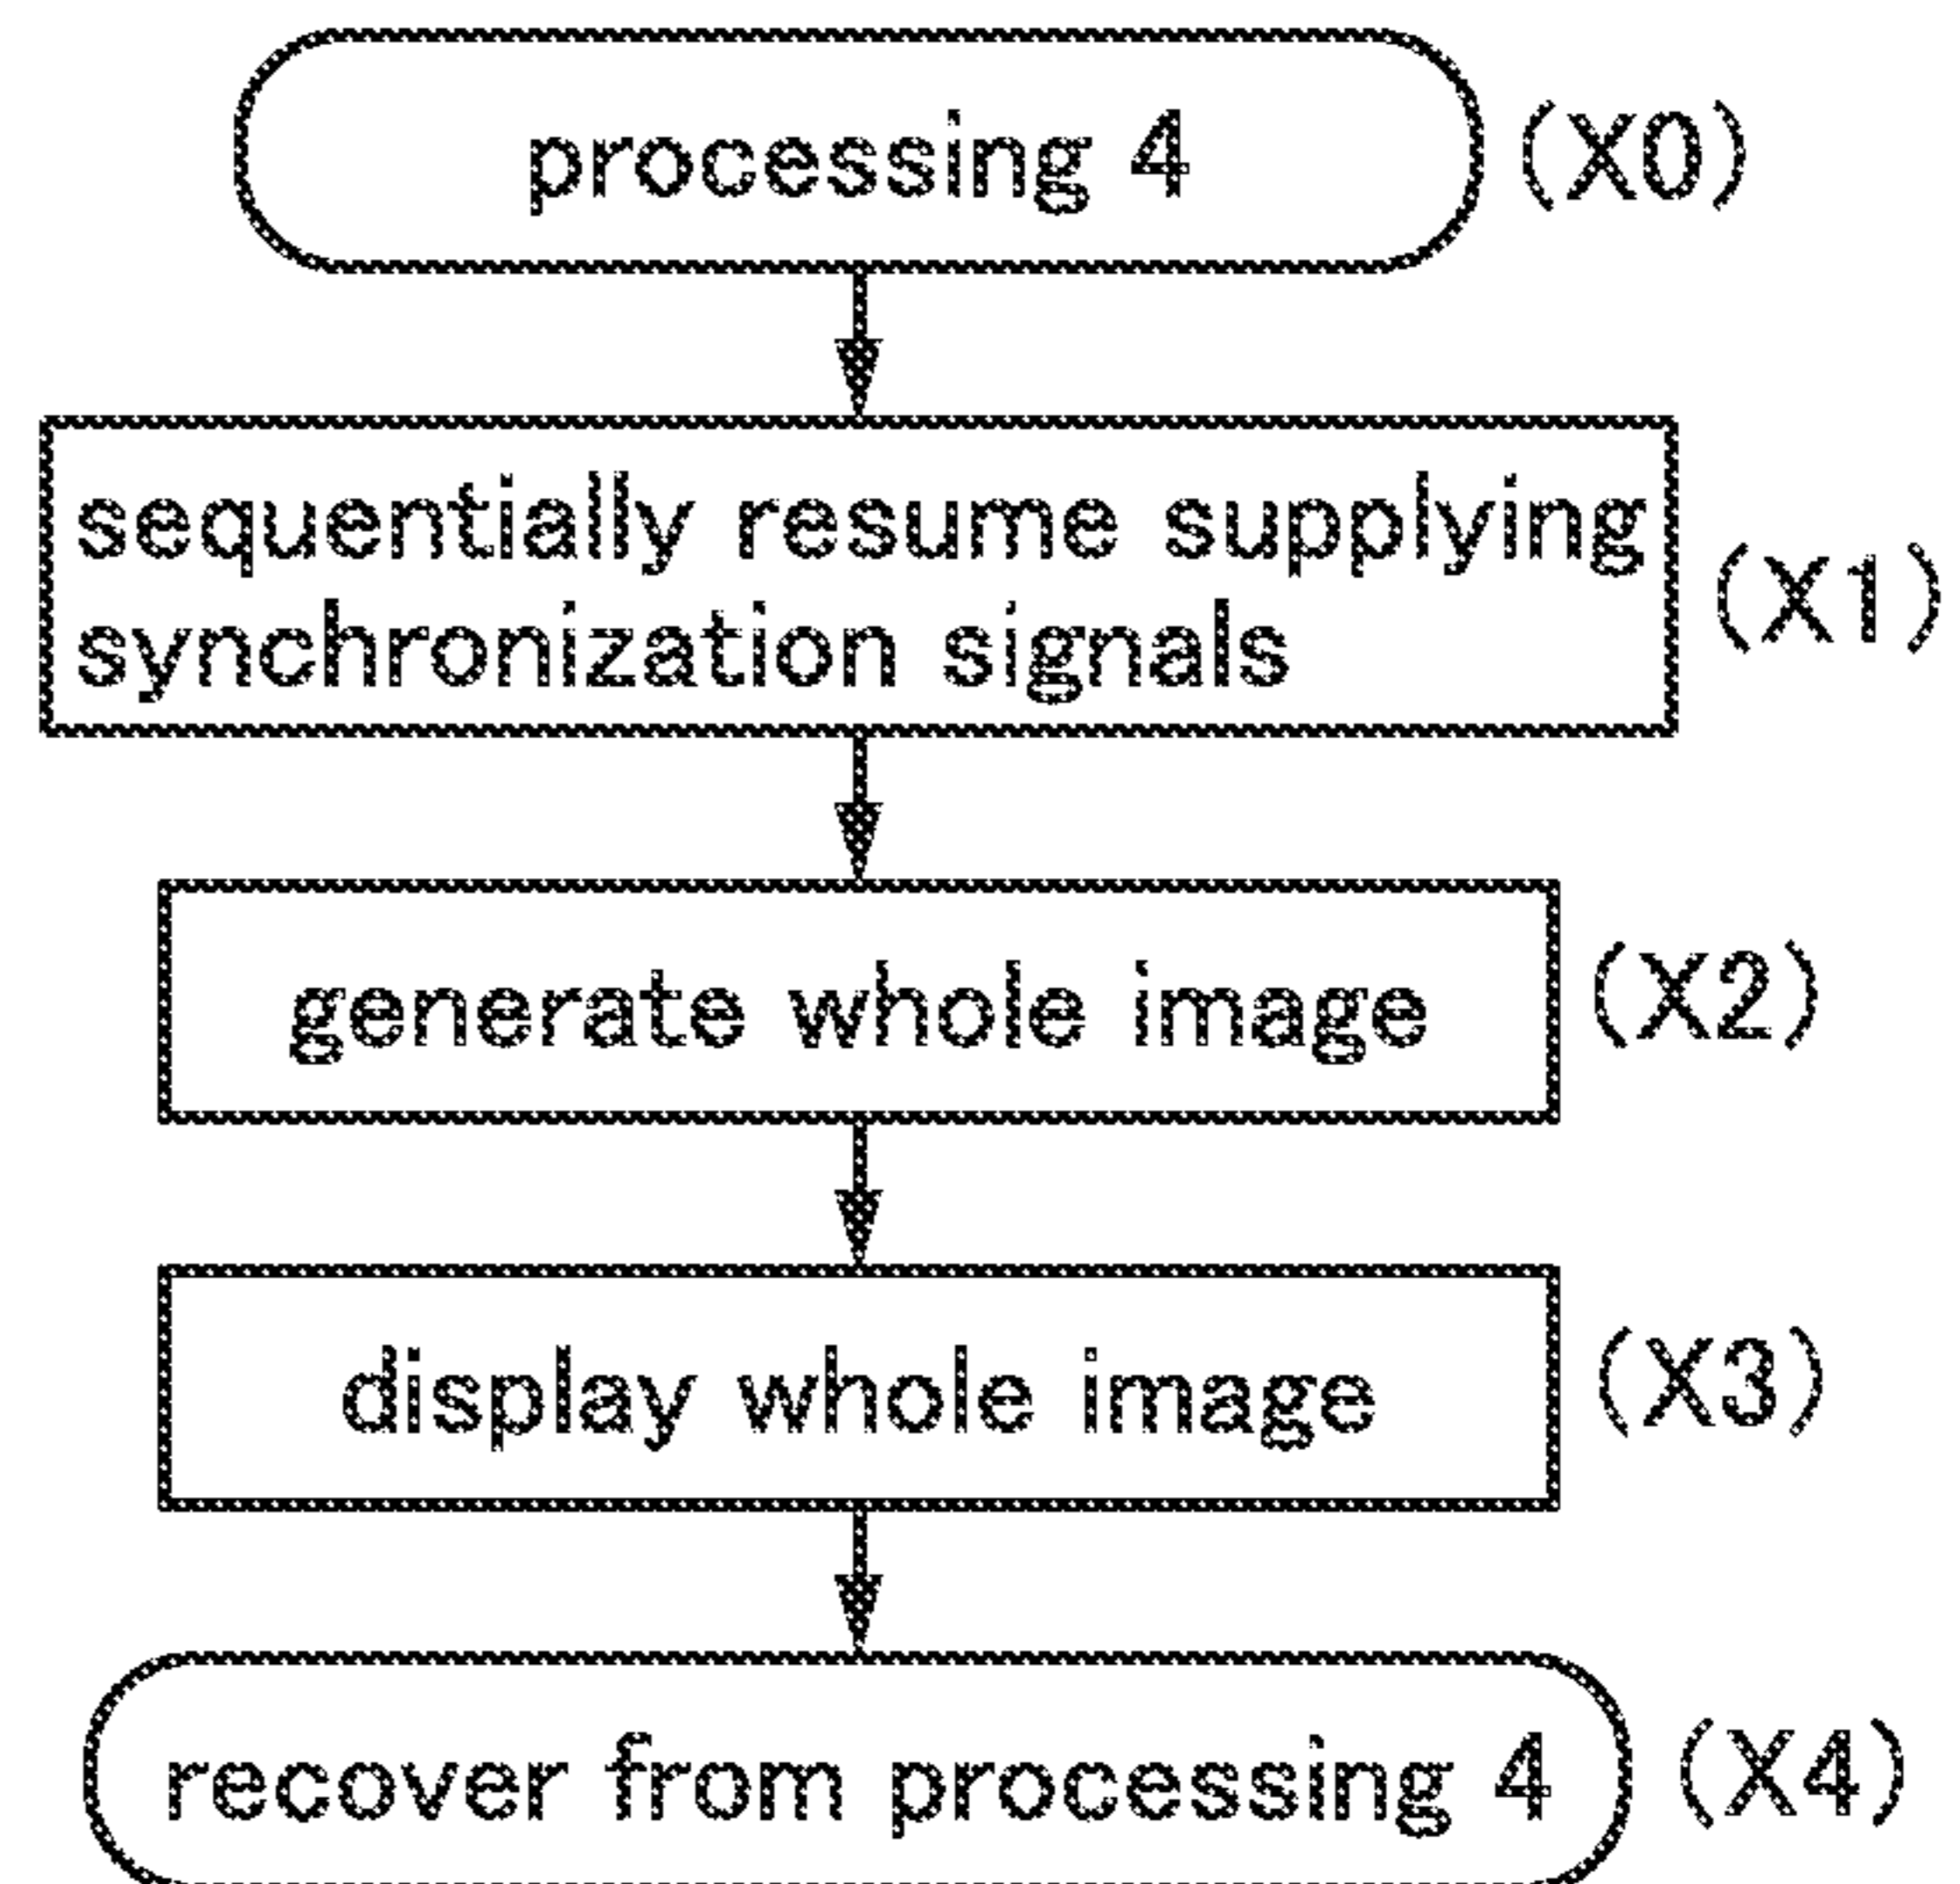 processing 4 (X0)
sequentially resume supplying
synchronization signals
(X1)
generate whole image (X2)
display whole image (X3)
recover from processing 4 (X4)